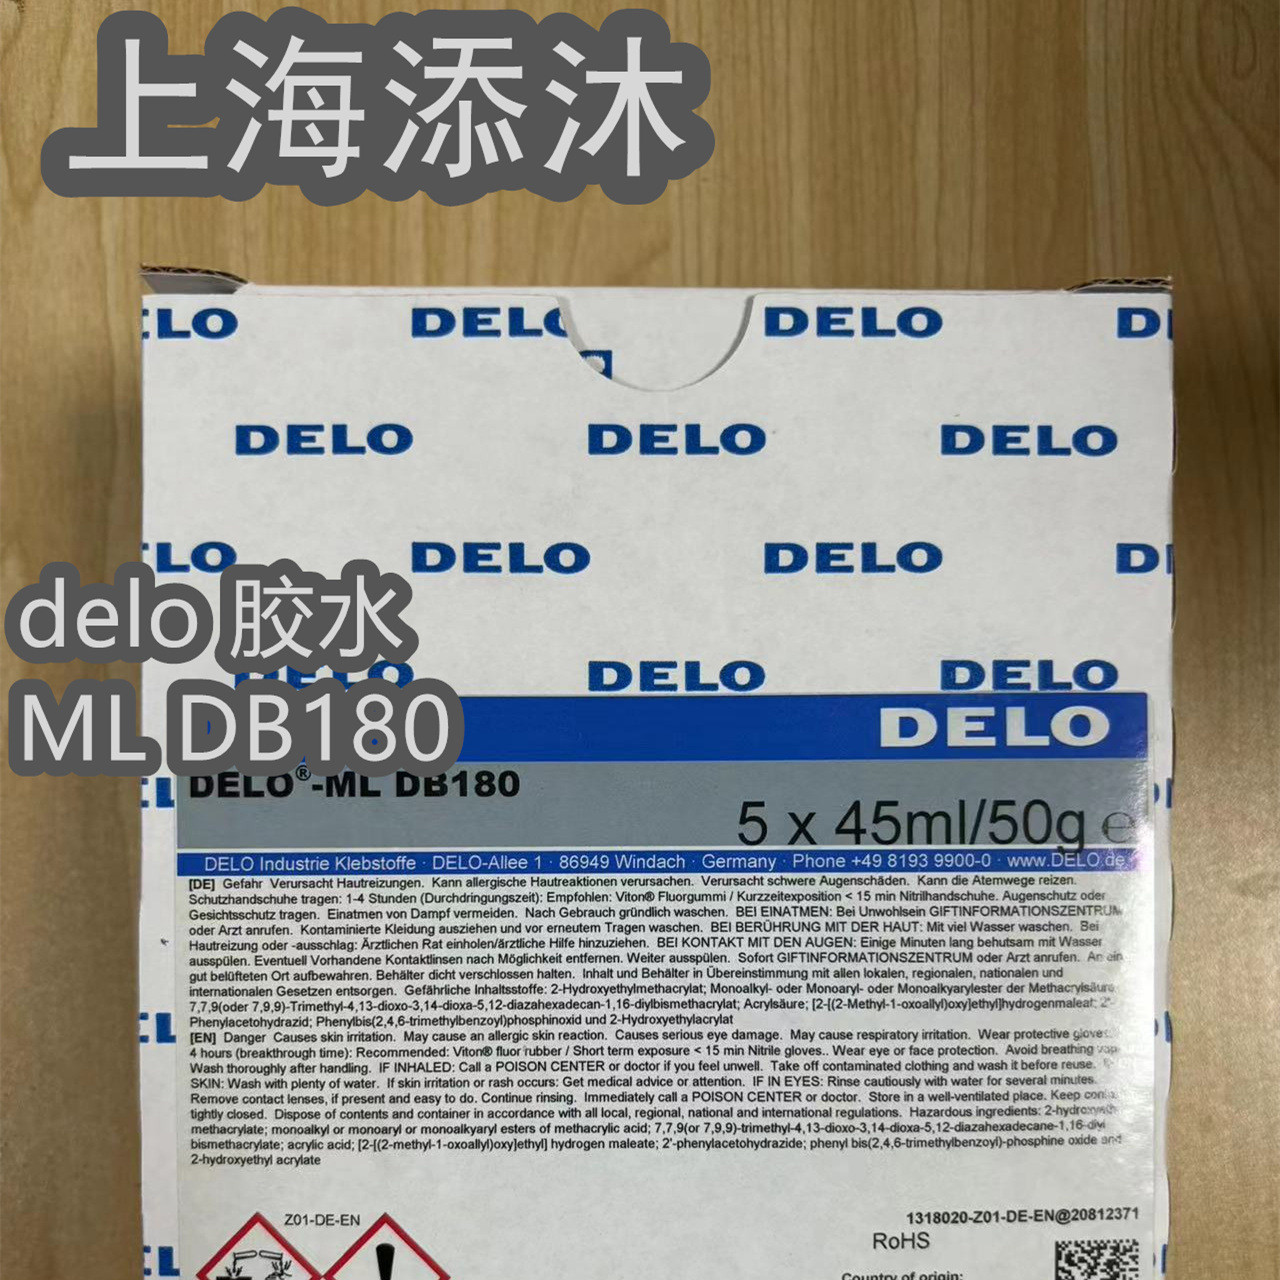 上海添沐
DELO DELO
DELO DELO DELO
DELO DELO
delo 胶水
DELO DELO
ML DB180
DELO
DELO®-ML DB180
5 x 45ml/50g ℮
DELO Industrie Klebstoffe · DELO-Allee 1 · 86949 Windach · Germany · Phone +49 8193 9900-0 · www.DELO.de
[DE] Gefahr Verursacht Hautreizungen. Kann allergische Hautreaktionen verursachen. Verursacht schwere Augenschäden. Kann die Atemwege reizen.
Schutzhandschuhe tragen: 1-4 Stunden (Durchdringungszeit): Empfohlen: Viton® Fluorgummi / Kurzzeitexposition < 15 min Nitrilhandschuhe. Augenschutz oder
Gesichtsschutz tragen. Einatmen von Dampf vermeiden. Nach Gebrauch gründlich waschen. BEI EINATMEN: Bei Unwohlsein GIFTINFORMATIONSZENTRUM
oder Arzt anrufen. Kontaminierte Kleidung ausziehen und vor erneutem Tragen waschen. BEI BERÜHRUNG MIT DER HAUT: Mit viel Wasser waschen. Bei
Hautreizung oder -ausschlag: Ärztlichen Rat einholen/ärztliche Hilfe hinzuziehen. BEI KONTAKT MIT DEN AUGEN: Einige Minuten lang behutsam mit Wasser
ausspülen. Eventuell Vorhandene Kontaktlinsen nach Möglichkeit entfernen. Weiter ausspülen. Sofort GIFTINFORMATIONSZENTRUM oder Arzt anrufen. An ein
gut belüfteten Ort aufbewahren. Behälter dicht verschlossen halten. Inhalt und Behälter in Übereinstimmung mit allen lokalen, regionalen, nationalen und
internationalen Gesetzen entsorgen. Gefährliche Inhaltsstoffe: 2-Hydroxyethylmethacrylat; Monoalkyl- oder Monoaryl- oder Monoalkyarylester der Methacrylsäure
7,7,9(oder 7,9,9)-Trimethyl-4,13-dioxo-3,14-dioxa-5,12-diazahexadecan-1,16-diylbismethacrylat; Acrylsäure; [2-[(2-Methyl-1-oxoallyl)oxy]ethyl]hydrogenmaleat; 2'-
Phenylacetohydrazid; Phenylbis(2,4,6-trimethylbenzoyl)phosphinoxid und 2-Hydroxyethylacrylat
[EN] Danger Causes skin irritation. May cause an allergic skin reaction. Causes serious eye damage. May cause respiratory irritation. Wear protective gloves:
4 hours (breakthrough time): Recommended: Viton® fluor rubber / Short term exposure < 15 min Nitrile gloves.. Wear eye or face protection. Avoid breathing
Wash thoroughly after handling. IF INHALED: Call a POISON CENTER or doctor if you feel unwell. Take off contaminated clothing and wash it before reuse.
SKIN: Wash with plenty of water. If skin irritation or rash occurs: Get medical advice or attention. IF IN EYES: Rinse cautiously with water for several minutes.
Remove contact lenses, if present and easy to do. Continue rinsing. Immediately call a POISON CENTER or doctor. Store in a well-ventilated place. Keep
tightly closed. Dispose of contents and container in accordance with all local, regional, national and international regulations. Hazardous ingredients: 2-hydroxyethyl
methacrylate; monoalkyl or monoaryl or monoalkyaryl esters of methacrylic acid; 7,7,9(or 7,9,9)-trimethyl-4,13-dioxo-3,14-dioxa-5,12-diazahexadecane-1,16-diyl
bismethacrylate; acrylic acid; [2-[(2-methyl-1-oxoallyl)oxy]ethyl] hydrogen maleate; 2'-phenylacetohydrazide; phenyl bis(2,4,6-trimethylbenzoyl)-phosphine oxide and
2-hydroxyethyl acrylate
Z01-DE-EN
1318020-Z01-DE-EN@20812371
RoHS
Country of origin: